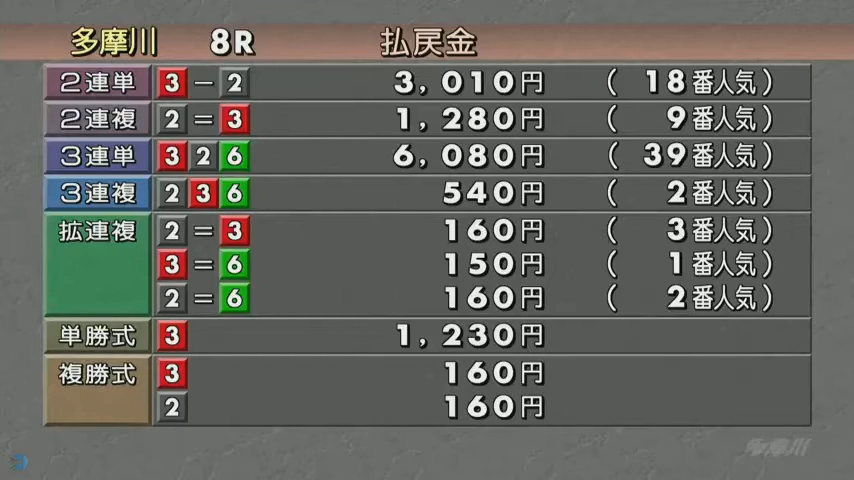 多摩川 8R 払戻金
2連単 3 － 2 3,010円 ( 18番人気)
2連複 2 = 3 1,280円 ( 9番人気)
3連単 3 2 6 6,080円 ( 39番人気)
3連複 2 3 6 540円 ( 2番人気)
拡連複 2 = 3 160円 ( 3番人気)
3 = 6 150円 ( 1番人気)
2 = 6 160円 ( 2番人気)
単勝式 3 1,230円
複勝式 3 160円
2 160円
多摩川